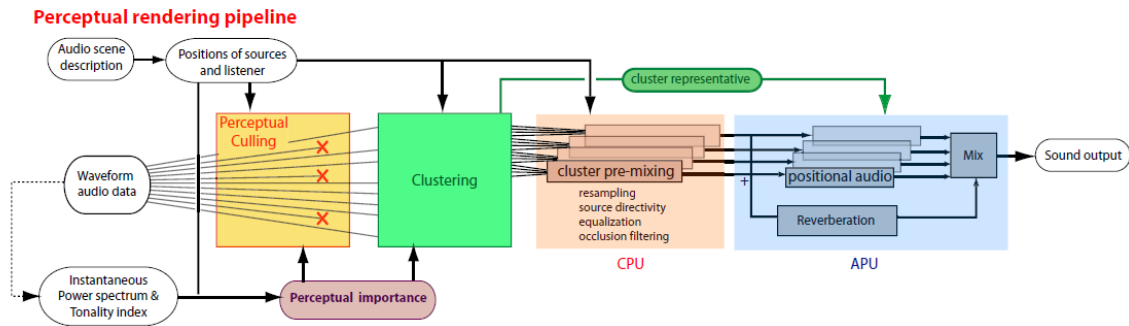 Perceptual rendering pipeline
Audio scene
description
Positions of sources
and listener
cluster representative
Perceptual
Culling
Waveform
audio data
Clustering
cluster pre-mixing
resampling
source directivity
equalization
occlusion filtering
CPU
+
positional audio
Reverberation
Mix
APU
Sound output
Instantaneous
Power spectrum &
Tonality index
Perceptual importance